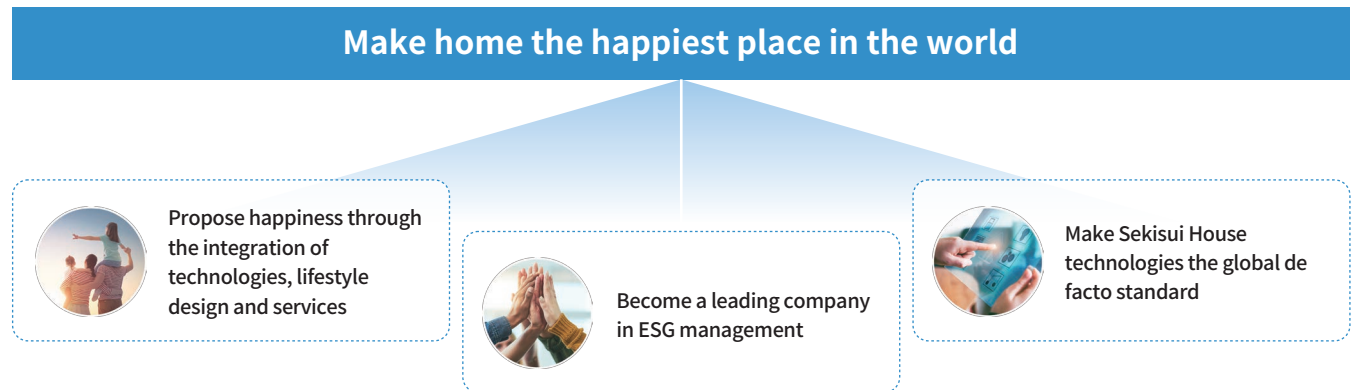 Make home the happiest place in the world
Propose happiness through
the integration of
technologies, lifestyle
design and services
Become a leading company
in ESG management
Make Sekisui House
technologies the global de
facto standard